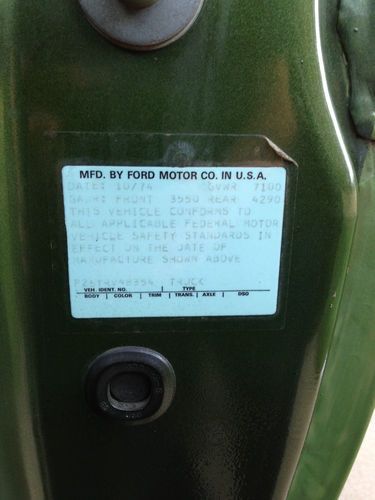 MFD. BY FORD MOTOR CO. IN U.S.A.
DATE: 10/74 GVWR 7100
GAWR: FRONT 3550 REAR 4290
THIS VEHICLE CONFORMS TO
ALL APPLICABLE FEDERAL MOTOR
VEHICLE SAFETY STANDARDS IN
EFFECT ON THE DATE OF
MANUFACTURE SHOWN ABOVE
TRUCK
VEH. IDENT. NO. TYPE
BODY COLOR TRIM TRANS. AXLE DSO